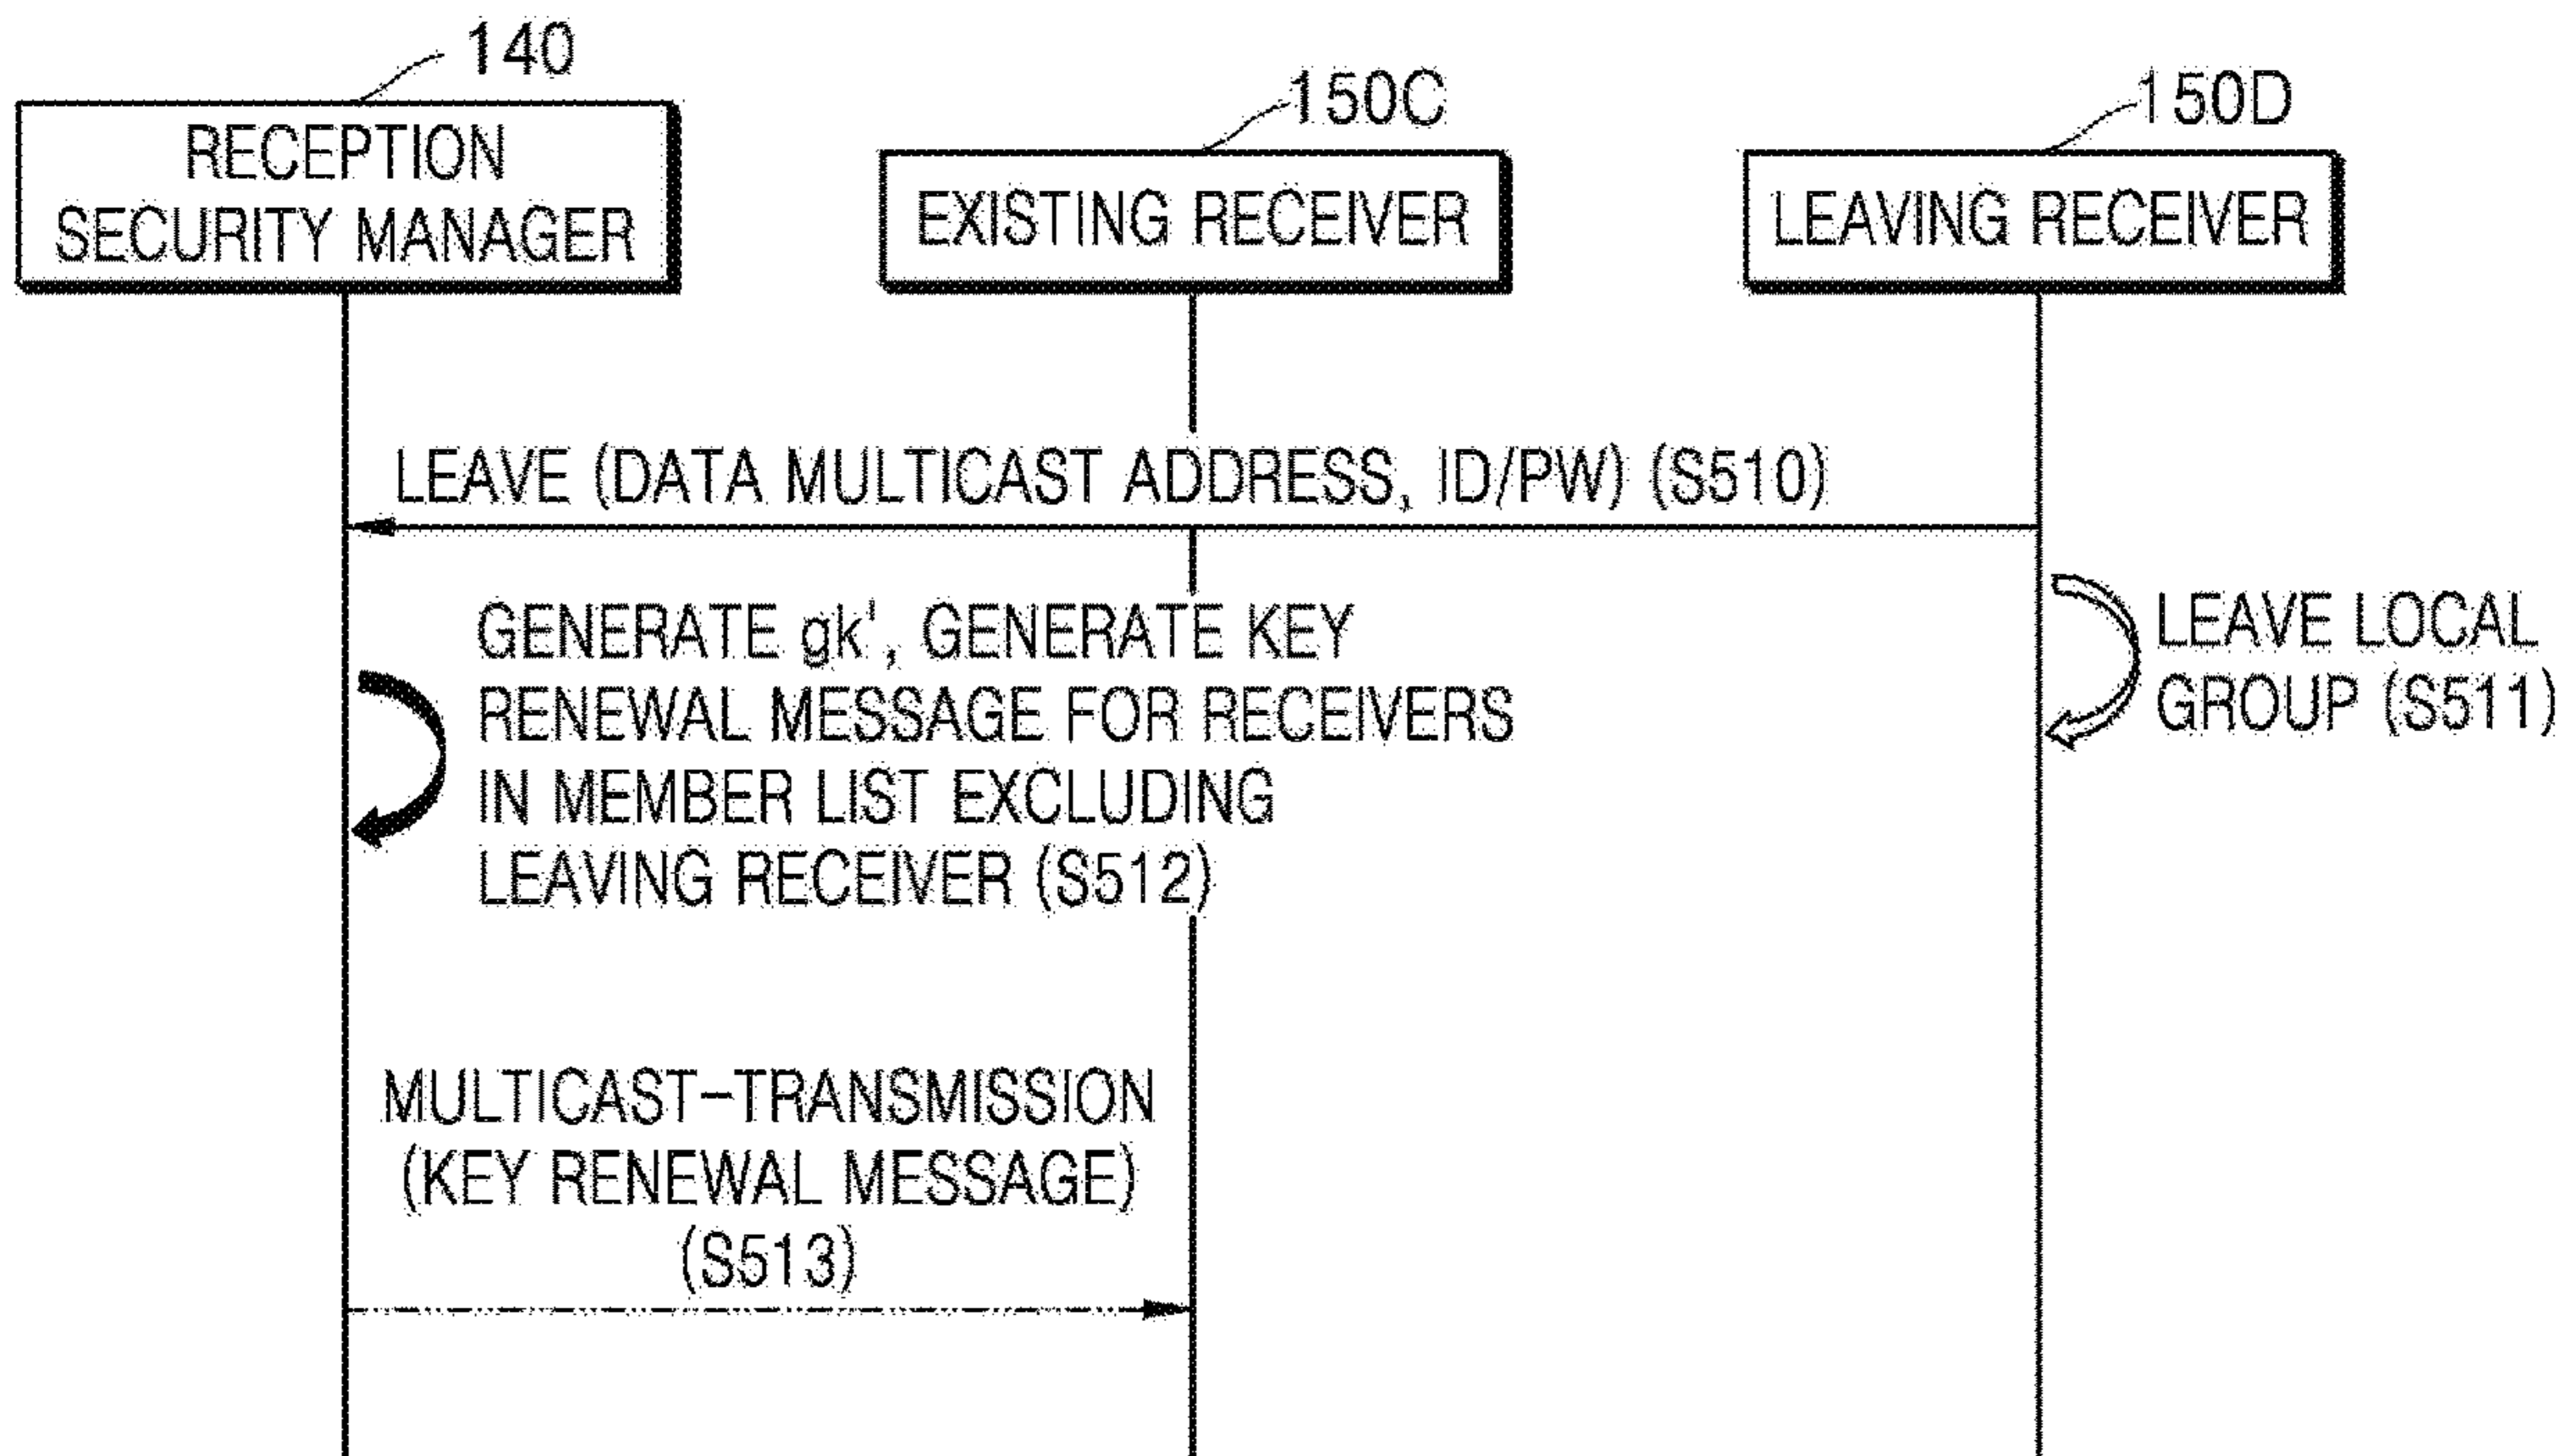 140
RECEPTION
SECURITY MANAGER
150C
EXISTING RECEIVER
150D
LEAVING RECEIVER
LEAVE (DATA MULTICAST ADDRESS, ID/PW) (S510)
GENERATE gk', GENERATE KEY
RENEWAL MESSAGE FOR RECEIVERS
IN MEMBER LIST EXCLUDING
LEAVING RECEIVER (S512)
LEAVE LOCAL
GROUP (S511)
MULTICAST-TRANSMISSION
(KEY RENEWAL MESSAGE)
(S513)